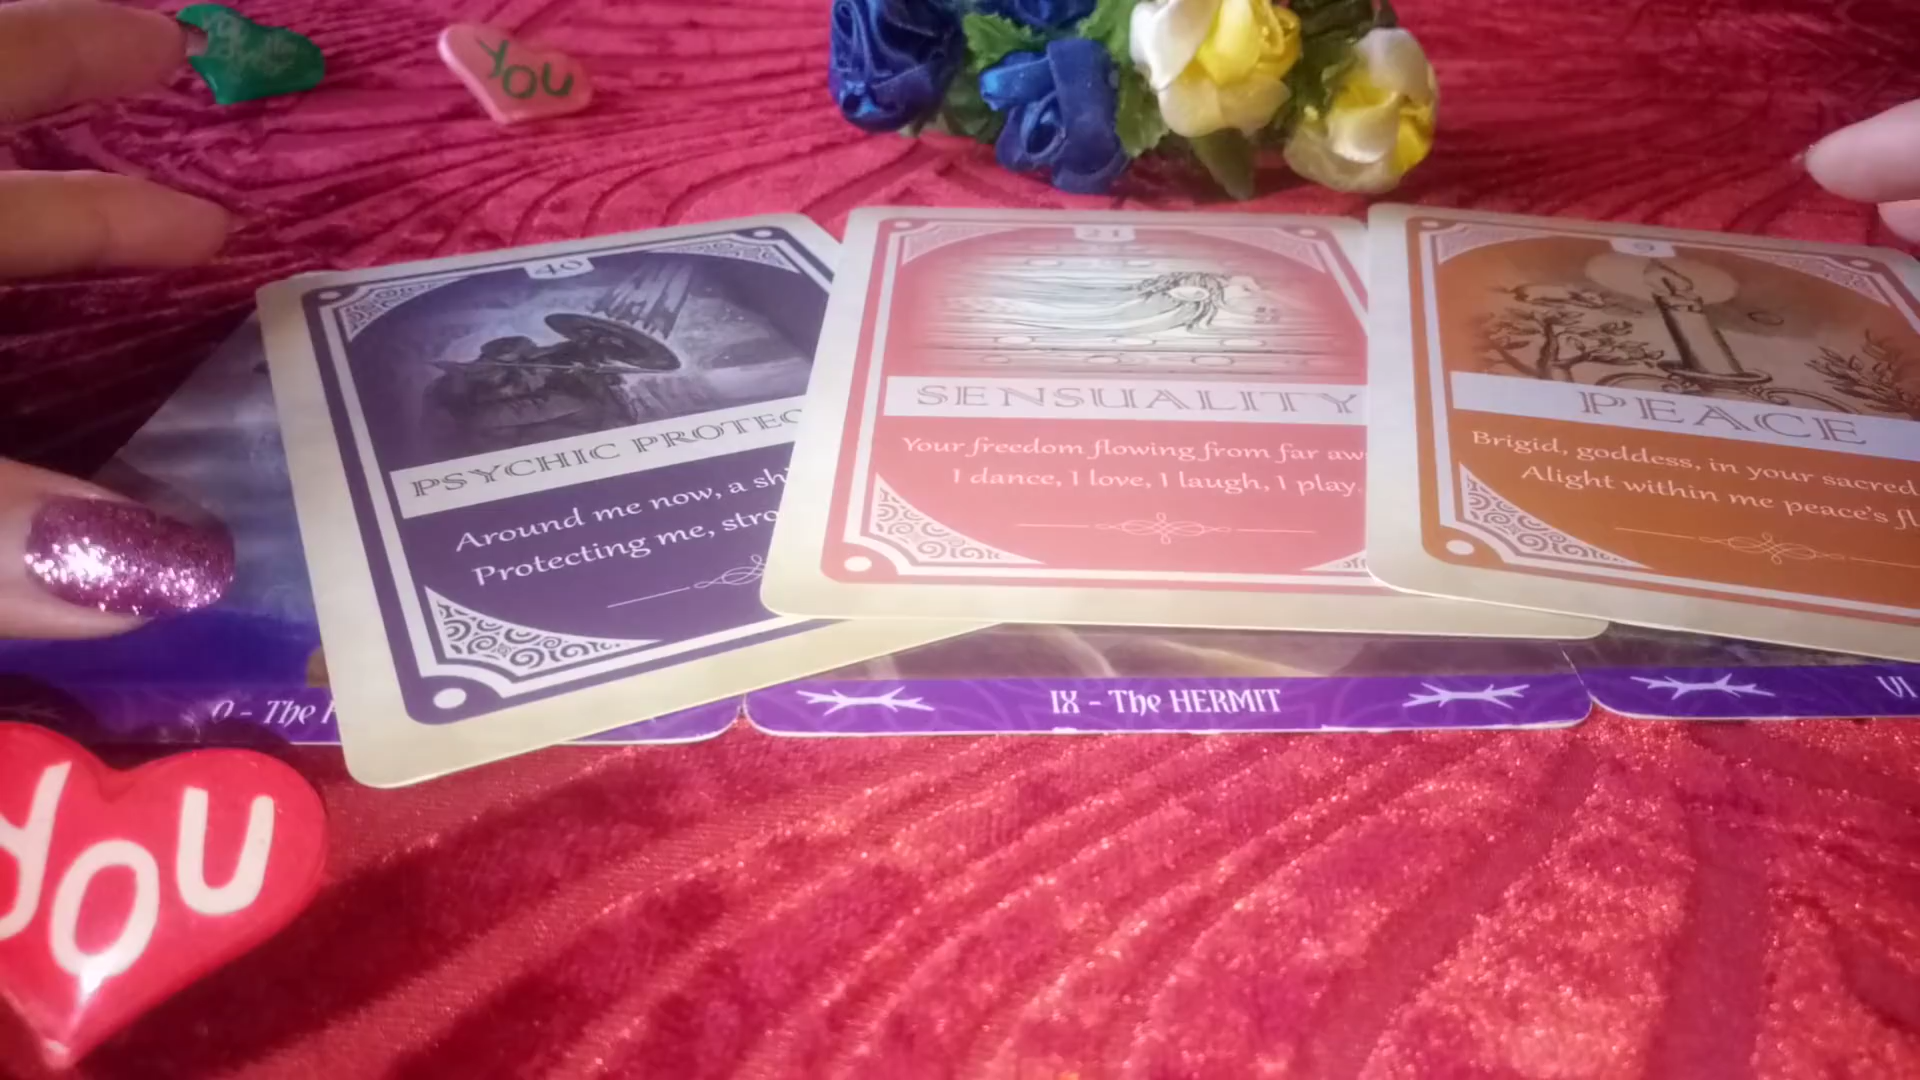 YOU
YOU
40
PSYCHIC PROTEC
Around me now, a sh
Protecting me, stro
21
SENSUALITY
Your freedom flowing from far aw
I dance, I love, I laugh, I play.
9
PEACE
Brigid, goddess, in your sacred
Alight within me peace's fl
0 - The
IX - The HERMIT
VI
YOU